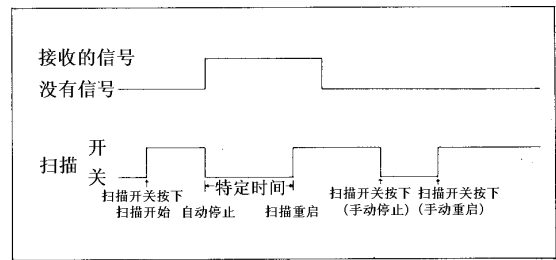 接收的信号
没有信号
扫描 开
关
特定时间
扫描开关按下
扫描开始
自动停止
扫描重启
扫描开关按下
(手动停止)
扫描开关按下
(手动重启)